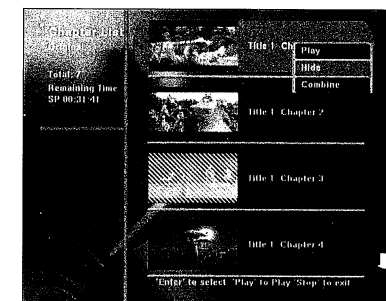 Chapter List
Original
Total: 7
Remaining Time
SP 00:31:41
Title 1 Ch
Play
Hide
Combine
Title 1 Chapter 2
Title 1 Chapter 3
Title 1 Chapter 4
"Enter" to select "Play" to Play "Stop" to exit